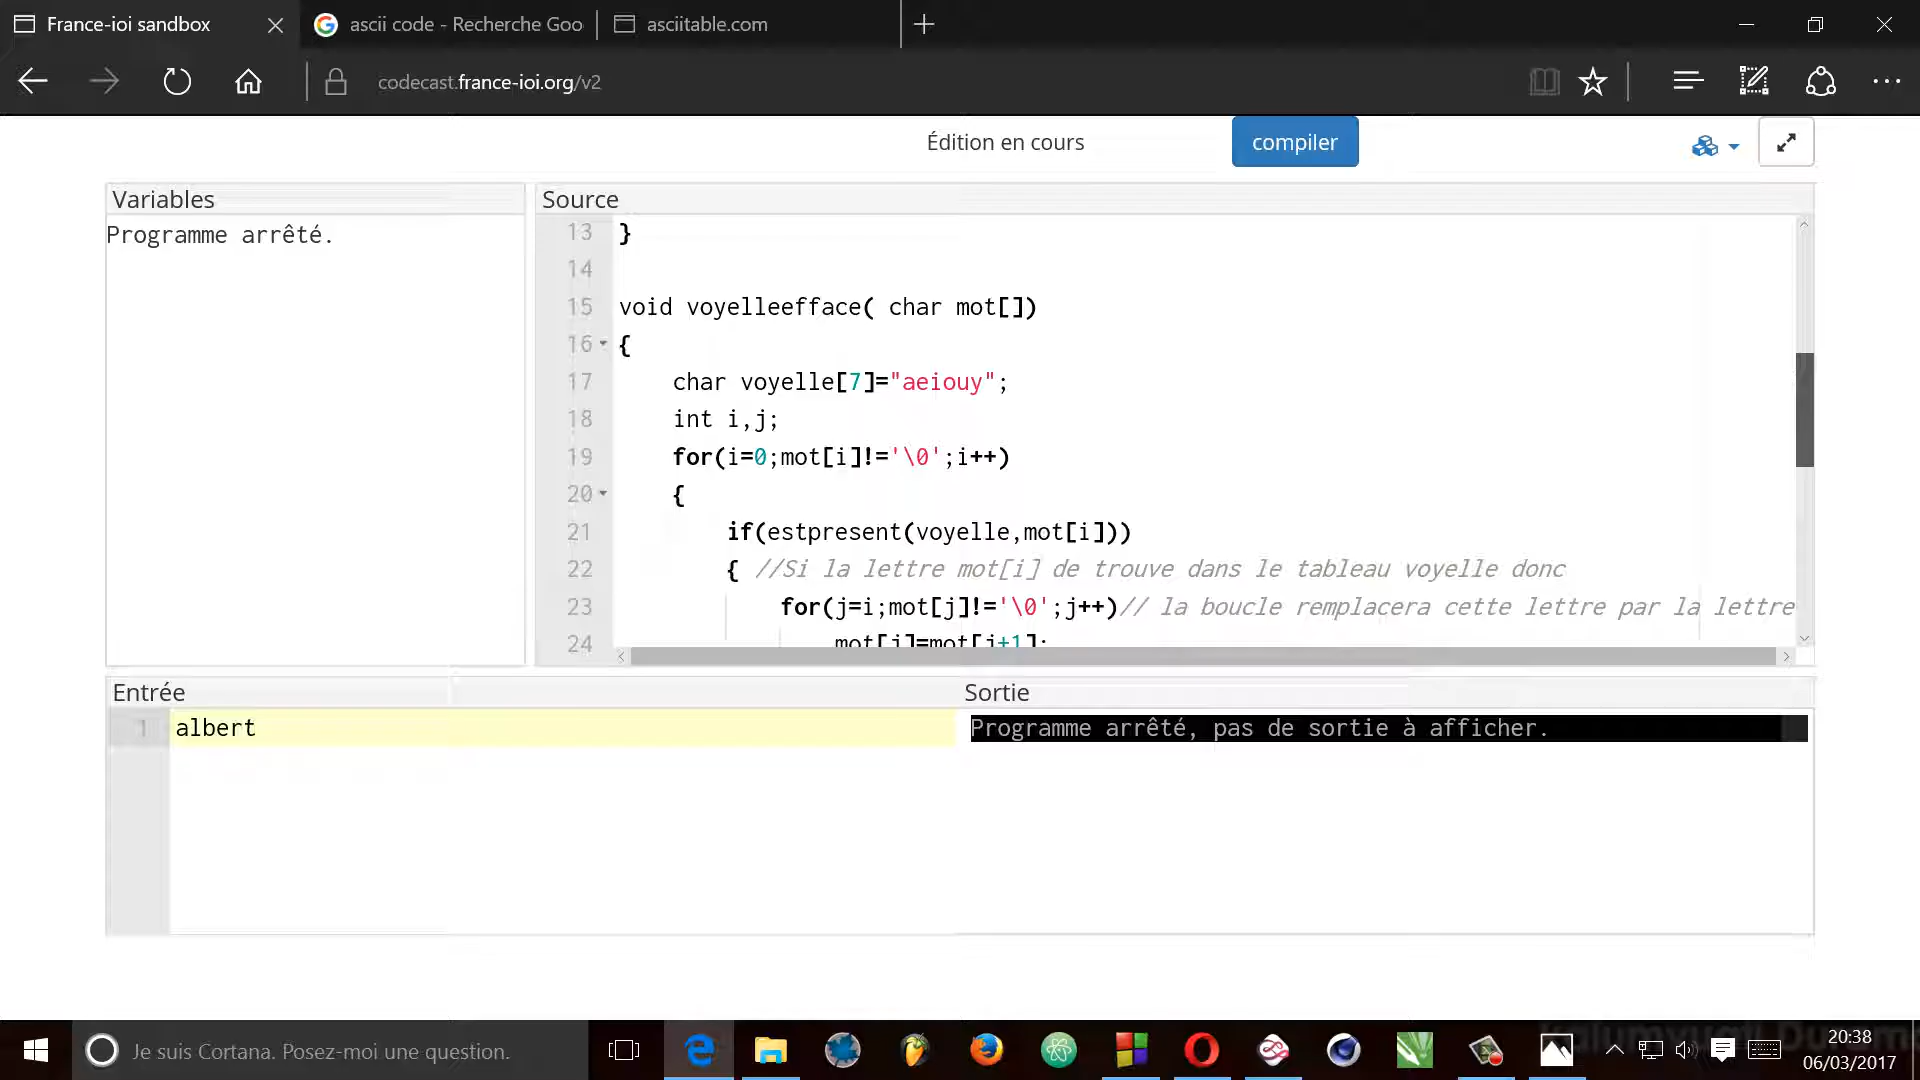 France-ioi sandbox
ascii code - Recherche Goo
asciitable.com
codecast.france-ioi.org/v2
Édition en cours
compiler
Variables
Programme arrêté.
Source
13 }
14
15 void voyelleefface( char mot[])
16 {
17 char voyelle[7]="aeiouy";
18 int i,j;
19 for(i=0;mot[i]!='\0';i++)
20 {
21 if(estpresent(voyelle,mot[i]))
22 { //Si la lettre mot[i] de trouve dans le tableau voyelle donc
23 for(j=i;mot[j]!='\0';j++)// la boucle remplacera cette lettre par la lettre
24 mot[j]=mot[j+1];
Entrée
1 albert
Sortie
Programme arrêté, pas de sortie à afficher.
Je suis Cortana. Posez-moi une question.
20:38
06/03/2017